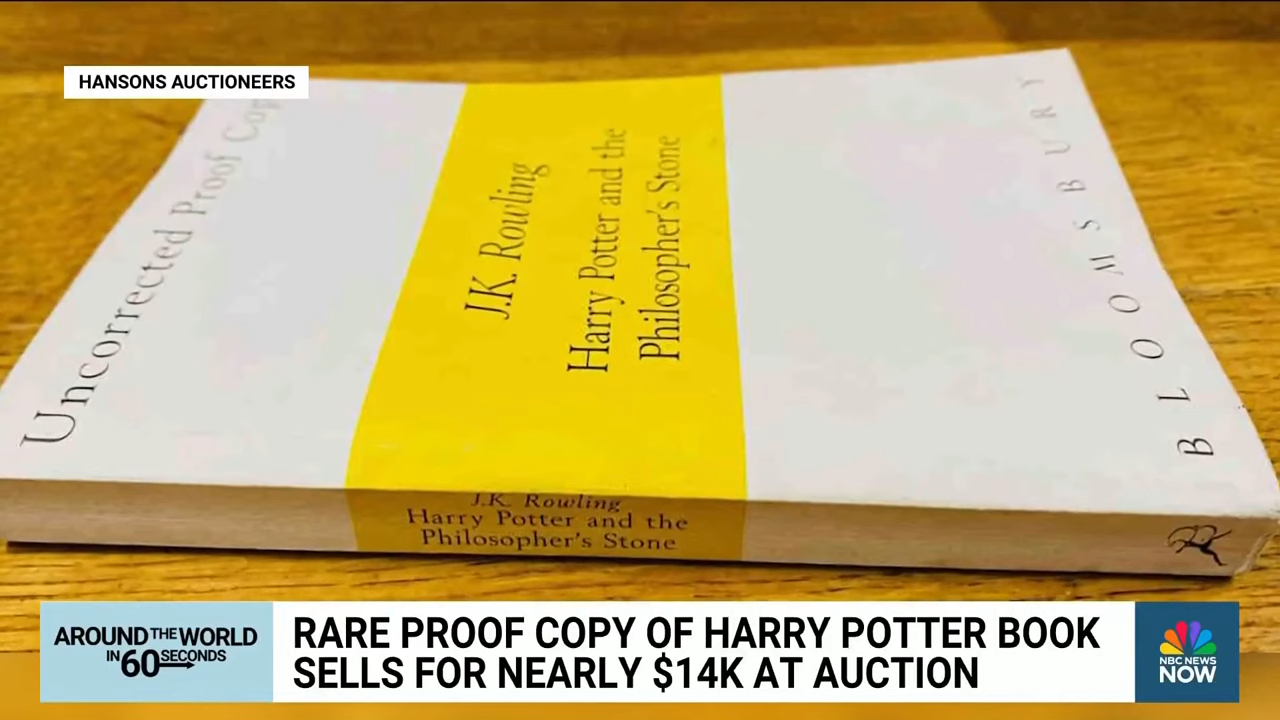 HANSONS AUCTIONEERS
Uncorrected Proof Copy
J.K. Rowling
Harry Potter and the
Philosopher's Stone
BLOOMSBURY
J.K. Rowling
Harry Potter and the
Philosopher's Stone
AROUND THE WORLD
IN 60 SECONDS
RARE PROOF COPY OF HARRY POTTER BOOK
SELLS FOR NEARLY $14K AT AUCTION
NBC NEWS
NOW